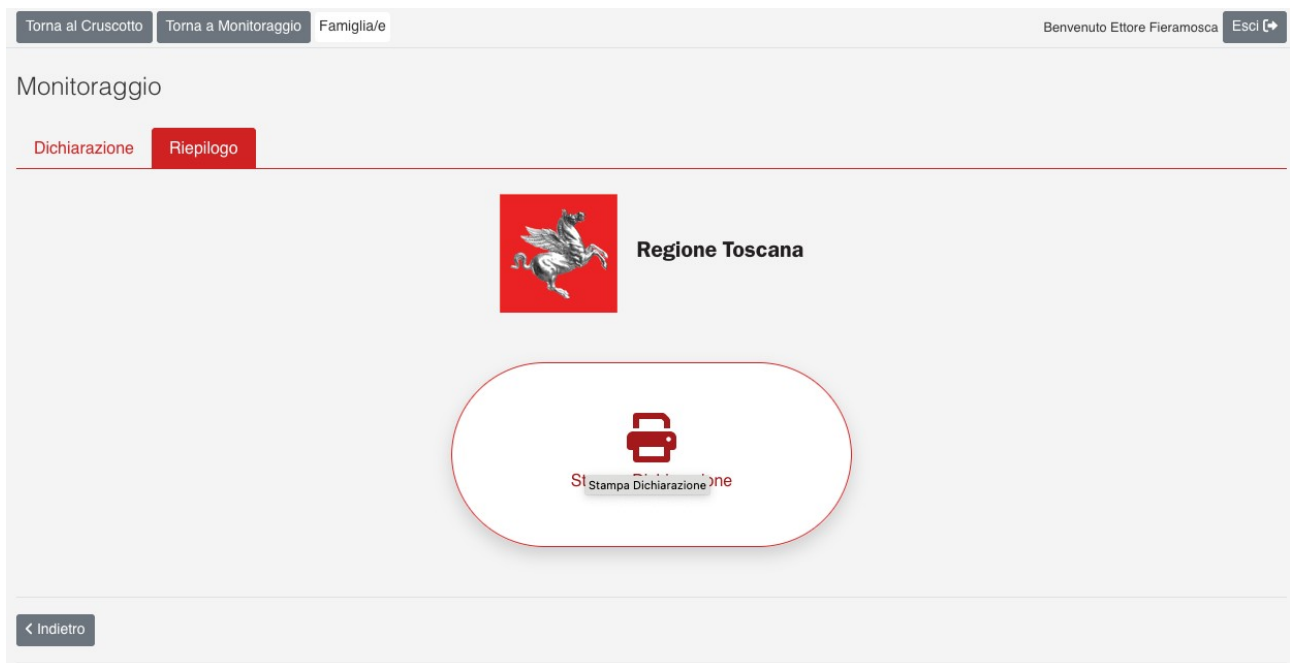 Torna al Cruscotto Torna a Monitoraggio Famiglia/e Benvenuto Ettore Fieramosca Esci
Monitoraggio
Dichiarazione Riepilogo
Regione Toscana
Stampa Dichiarazione
Indietro